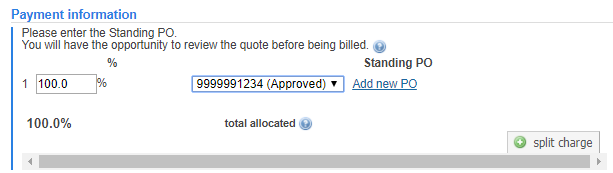 Payment information
Please enter the Standing PO.
You will have the opportunity to review the quote before being billed.
% Standing PO
1 100.0 % 9999991234 (Approved) Add new PO
100.0% total allocated
split charge